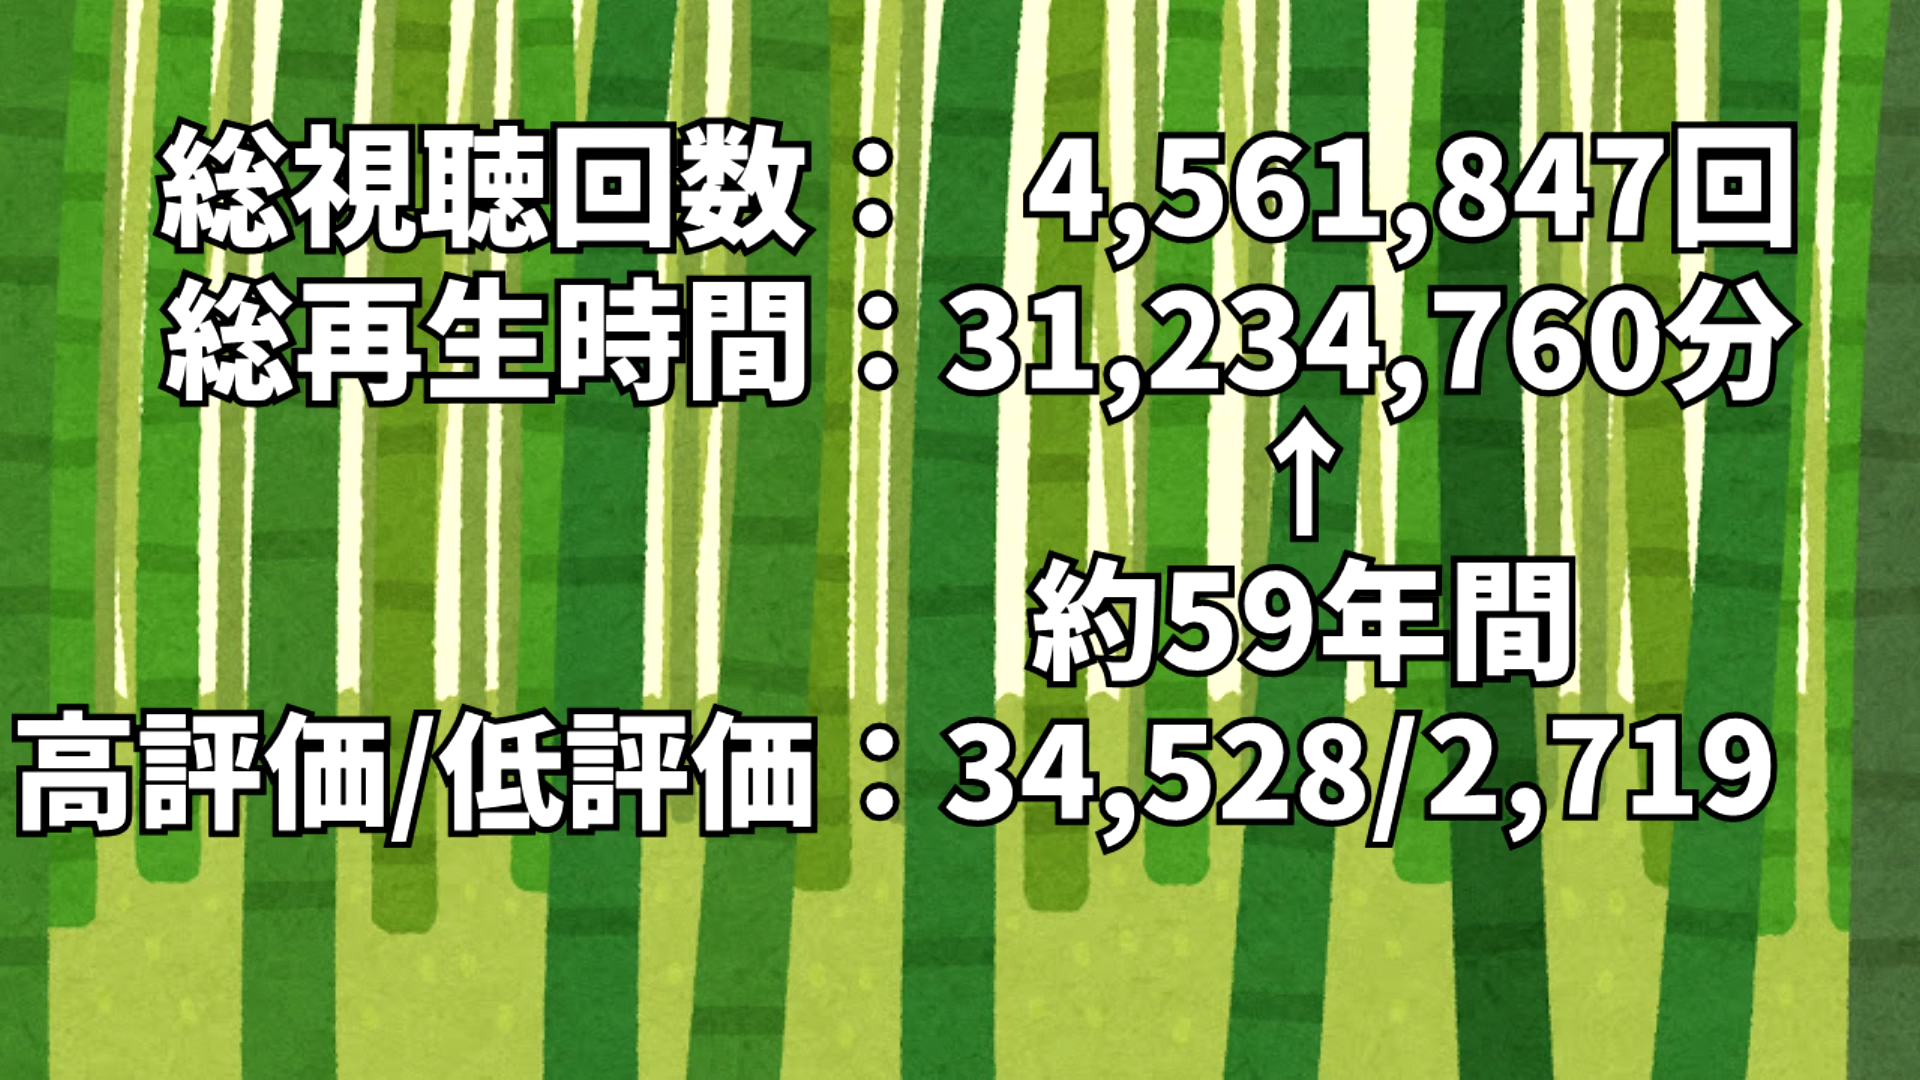 総視聴回数： 4,561,847回
総再生時間：31,234,760分
↑
約59年間
高評価/低評価：34,528/2,719